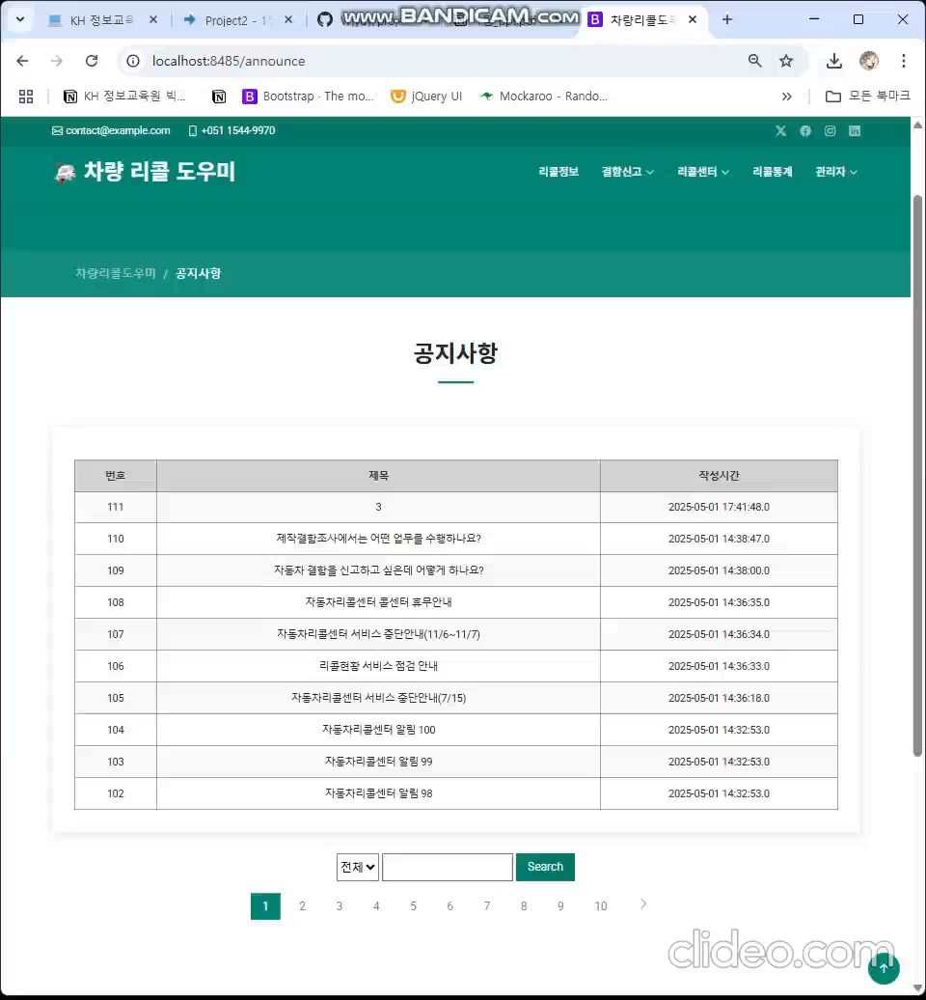 KH 정보교육
Project2 - 1
www.BANDICAM.com
차량리콜도
localhost:8485/announce
KH 정보교육원 빅...
Bootstrap · The mo...
jQuery UI
Mockaroo - Rando...
모든 북마크
contact@example.com +051 1544-9970
차량 리콜 도우미
리콜정보 결함신고 리콜센터 리콜통계 관리자
차량리콜도우미 / 공지사항
공지사항
번호 제목 작성시간
111 3 2025-05-01 17:41:48.0
110 제작결함조사에서는 어떤 업무를 수행하나요? 2025-05-01 14:38:47.0
109 자동차 결함을 신고하고 싶은데 어떻게 하나요? 2025-05-01 14:38:00.0
108 자동차리콜센터 콜센터 휴무안내 2025-05-01 14:36:35.0
107 자동차리콜센터 서비스 중단안내(11/6~11/7) 2025-05-01 14:36:34.0
106 리콜현황 서비스 점검 안내 2025-05-01 14:36:33.0
105 자동차리콜센터 서비스 중단안내(7/15) 2025-05-01 14:36:18.0
104 자동차리콜센터 알림 100 2025-05-01 14:32:53.0
103 자동차리콜센터 알림 99 2025-05-01 14:32:53.0
102 자동차리콜센터 알림 98 2025-05-01 14:32:53.0
전체 Search
1 2 3 4 5 6 7 8 9 10
clideo.com